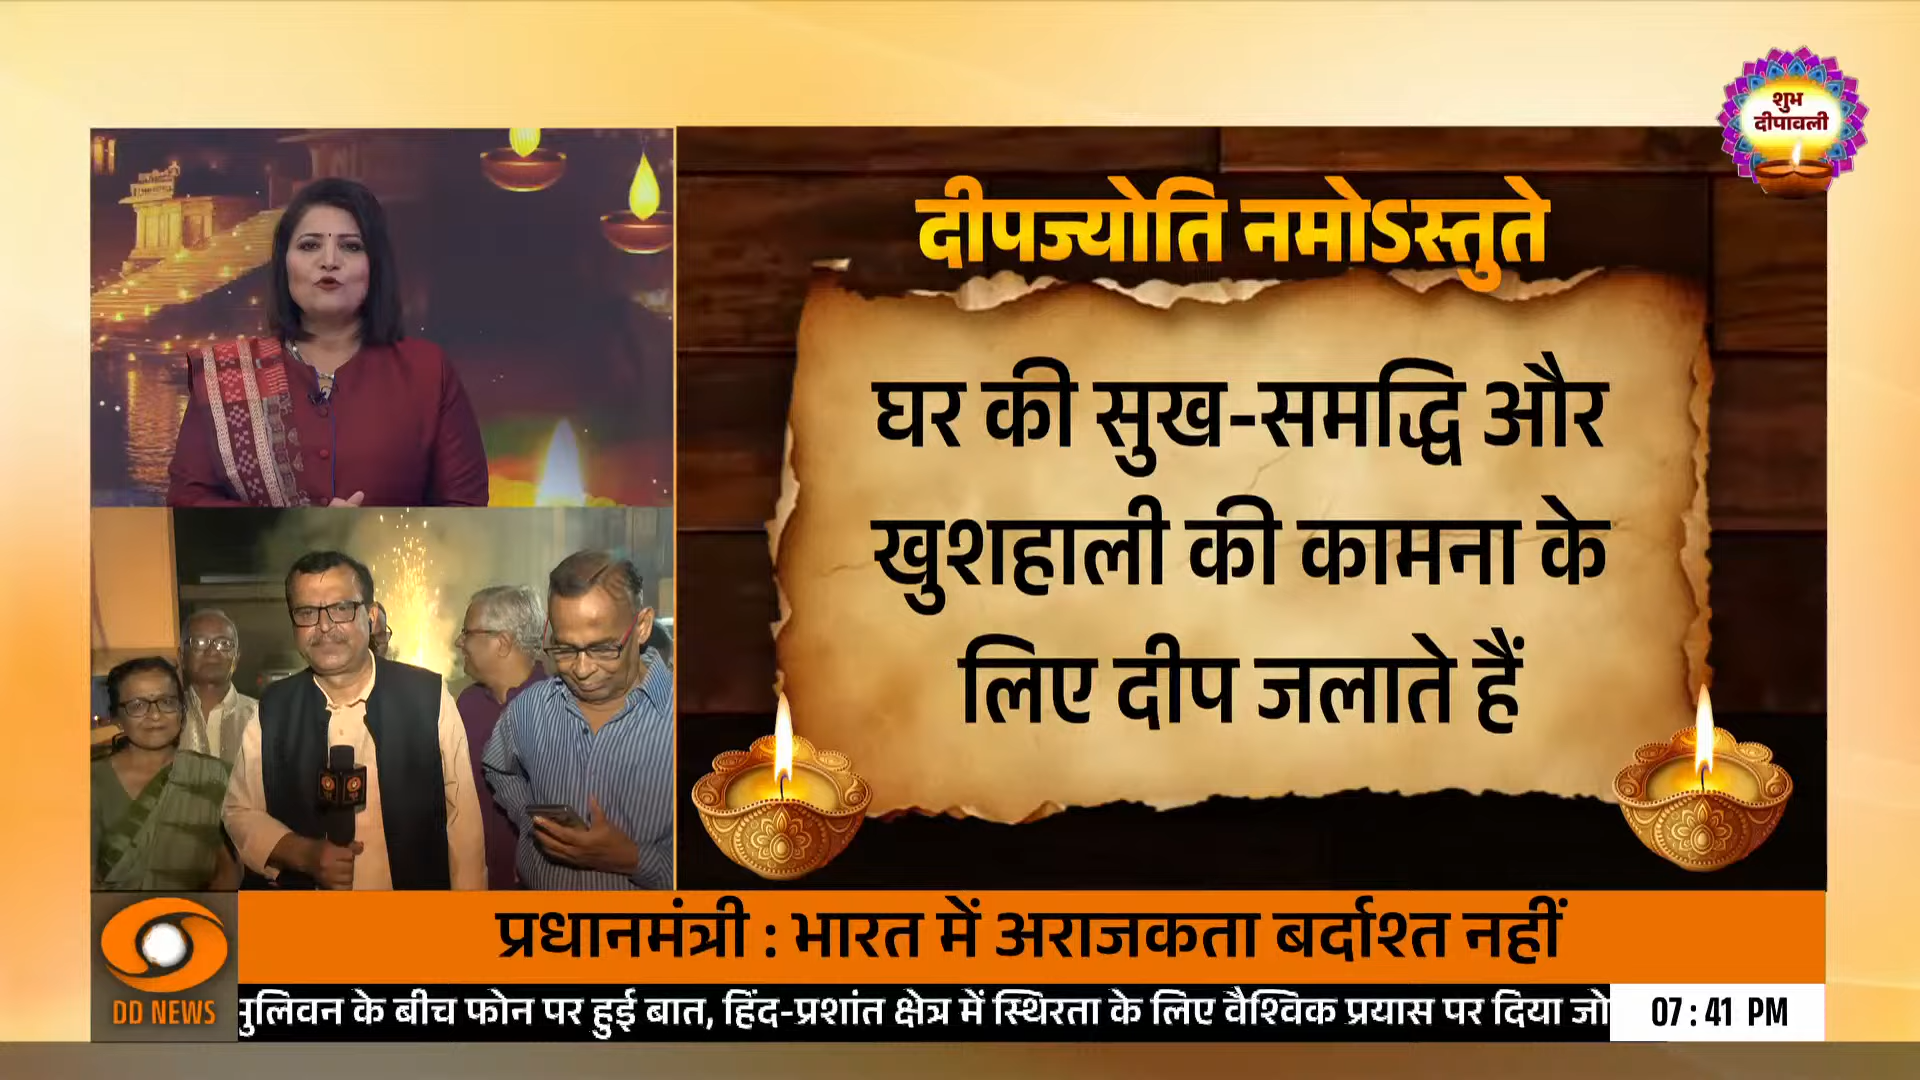 शुभ
दीपावली
दीपज्योति नमोऽस्तुते
घर की सुख-समद्धि और
खुशहाली की कामना के
लिए दीप जलाते हैं
प्रधानमंत्री : भारत में अराजकता बर्दाश्त नहीं
DD NEWS
के बीच फोन पर हुई बात, हिंद-प्रशांत क्षेत्र में स्थिरता के लिए वैश्विक प्रयास पर दिया जो
07 : 41 PM